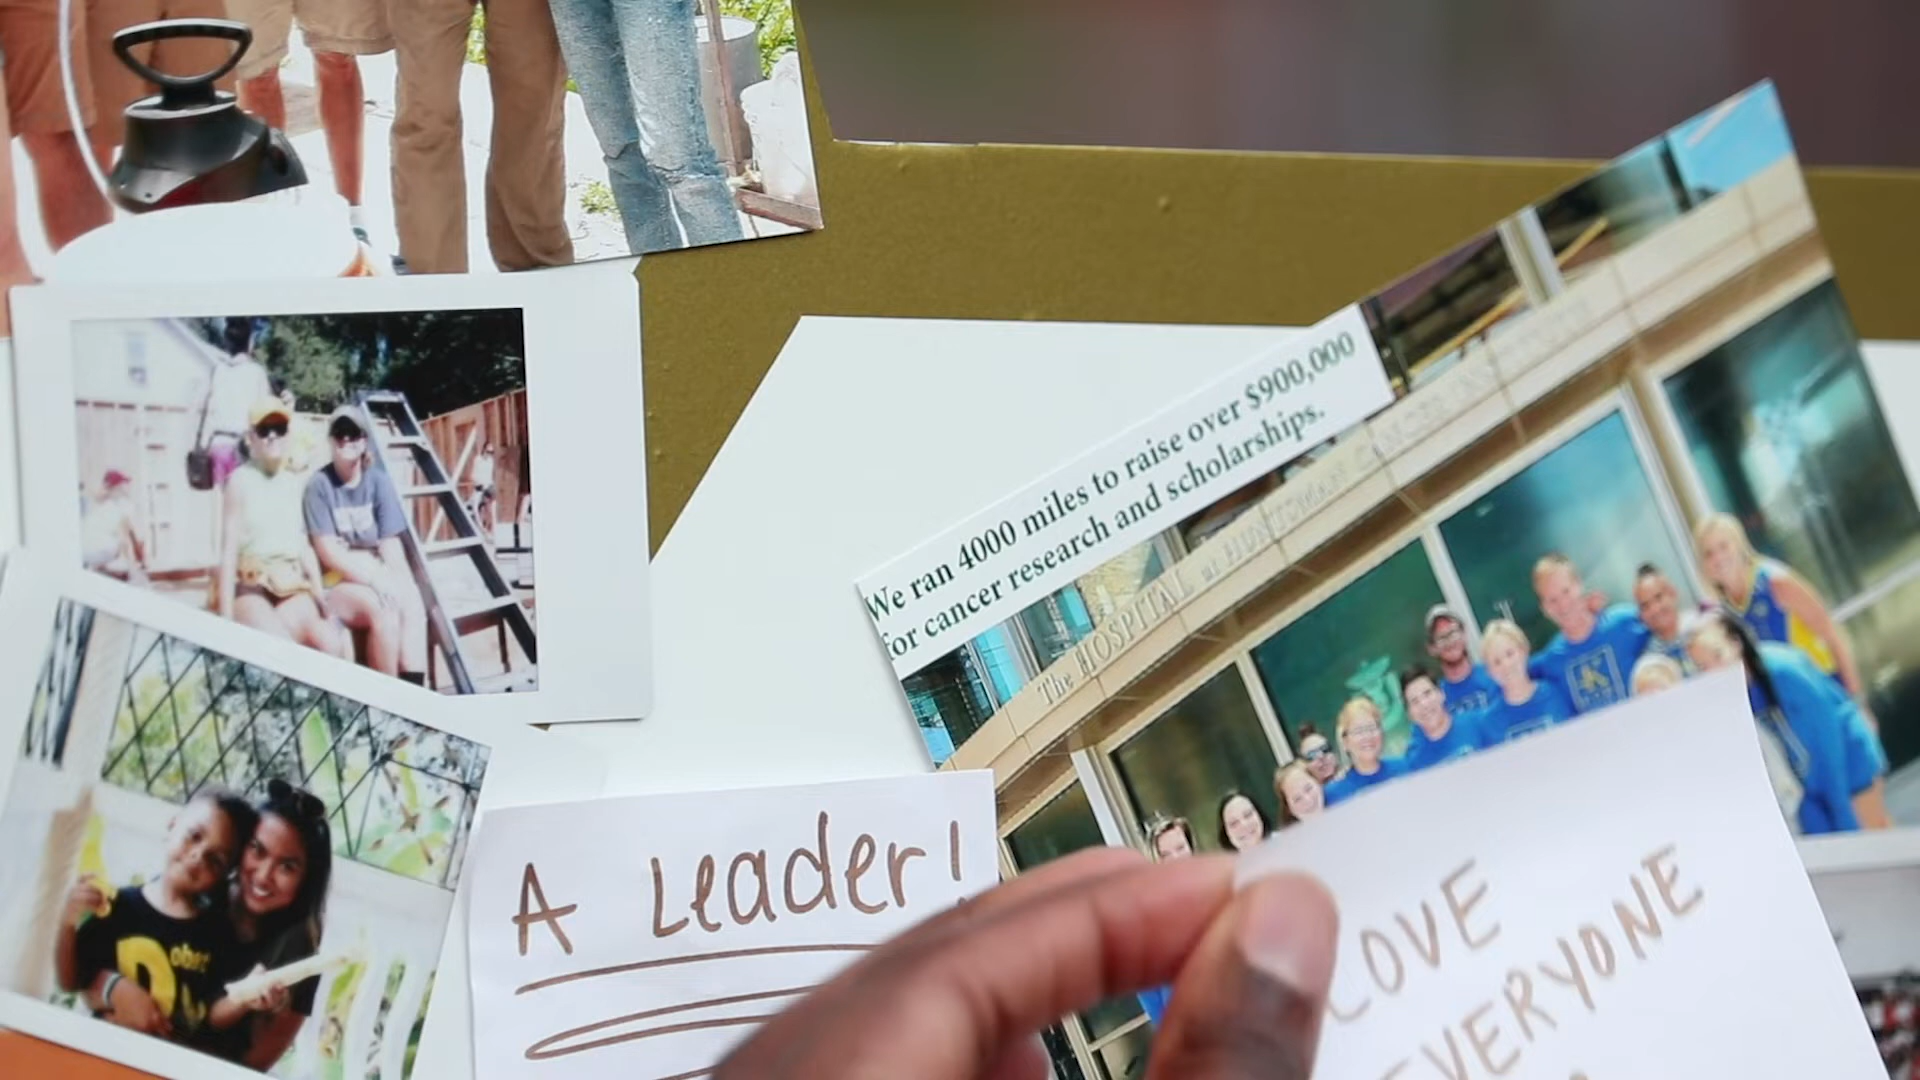 We ran 4000 miles to raise over $900,000
for cancer research and scholarships.
The HOSPITAL at HUNTSMAN CANCER INSTITUTE
A Leader!
LOVE
EVERYONE